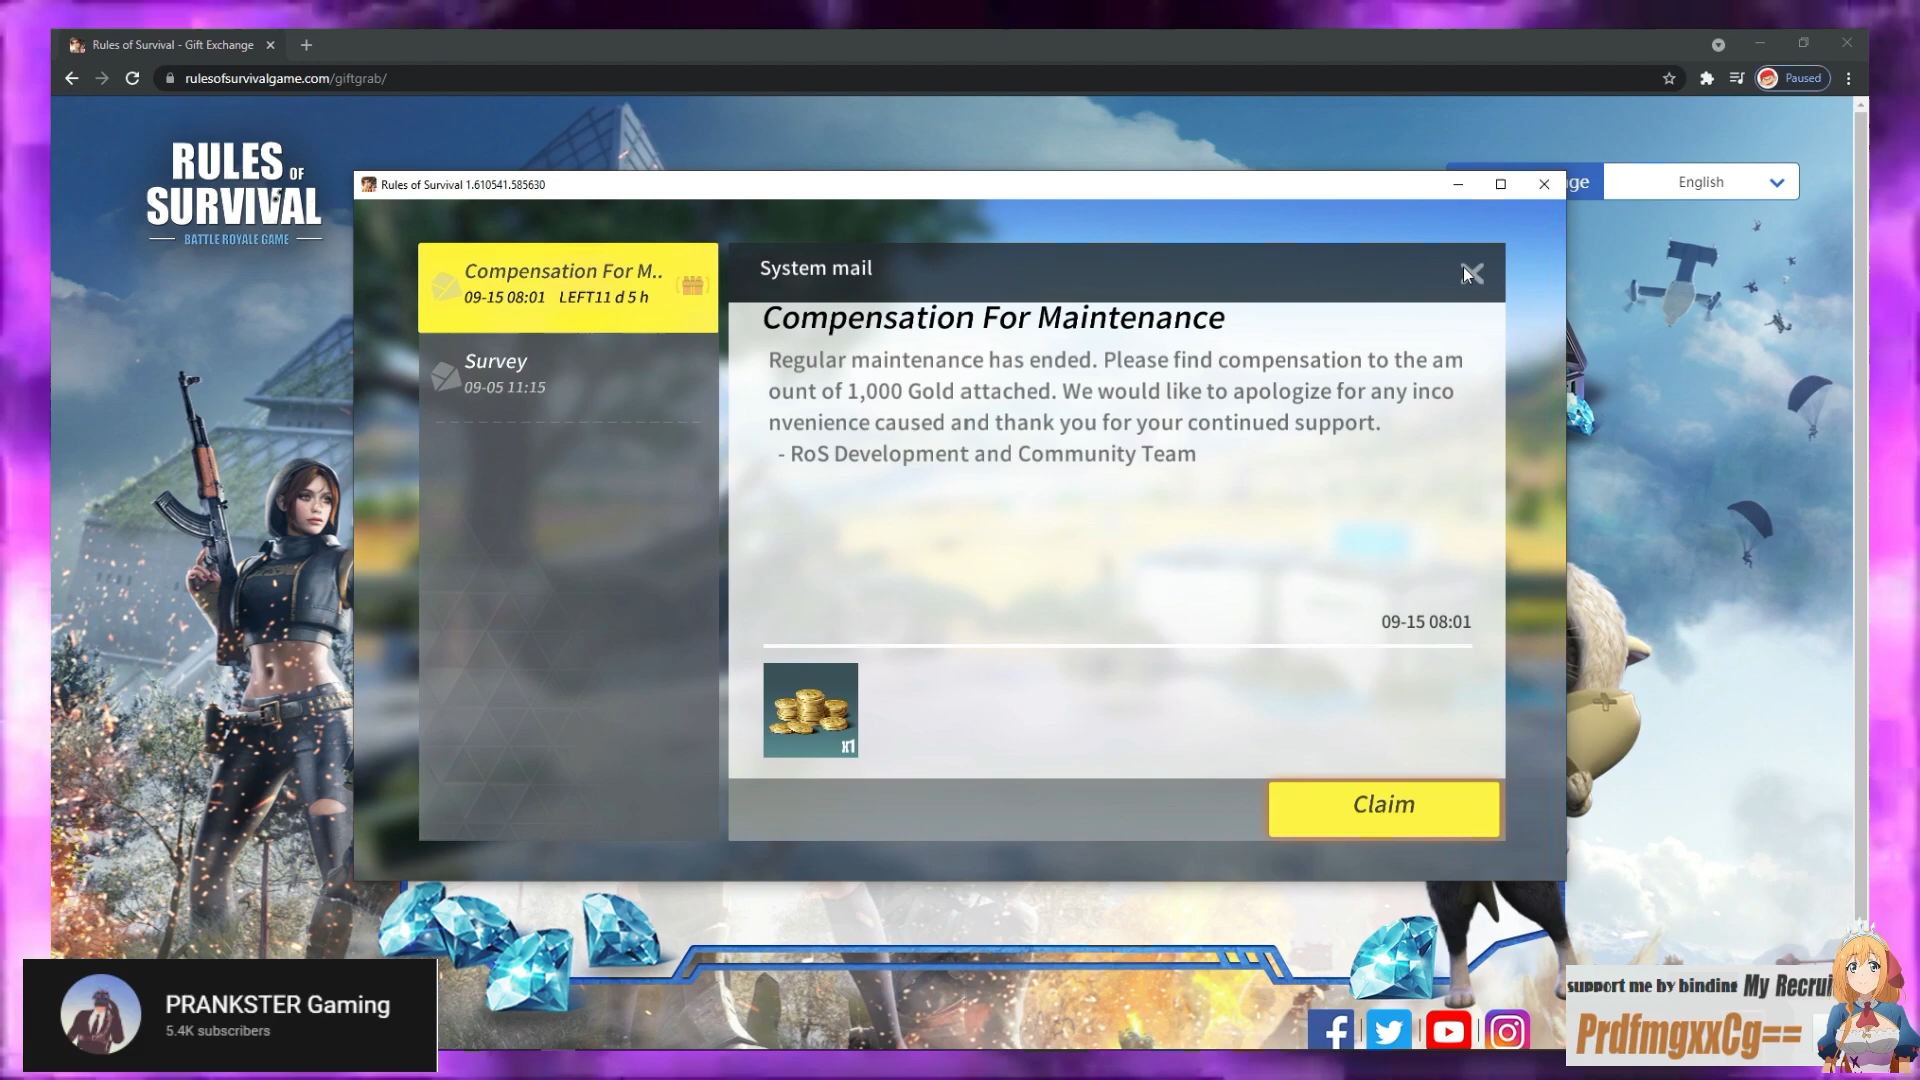 Rules of Survival - Gift Exchange
rulesofsurvivalgame.com/giftgrab/
Paused
RULES OF
SURVIVAL
BATTLE ROYALE GAME
English
Rules of Survival 1.610541.585630
Compensation For M..
09-15 08:01 LEFT11 d 5 h
Survey
09-05 11:15
System mail
Compensation For Maintenance
Regular maintenance has ended. Please find compensation to the am
ount of 1,000 Gold attached. We would like to apologize for any inco
nvenience caused and thank you for your continued support.
- RoS Development and Community Team
09-15 08:01
x1
Claim
PRANKSTER Gaming
5.4K subscribers
support me by binding My Recrui
PrdfmgxxCg==